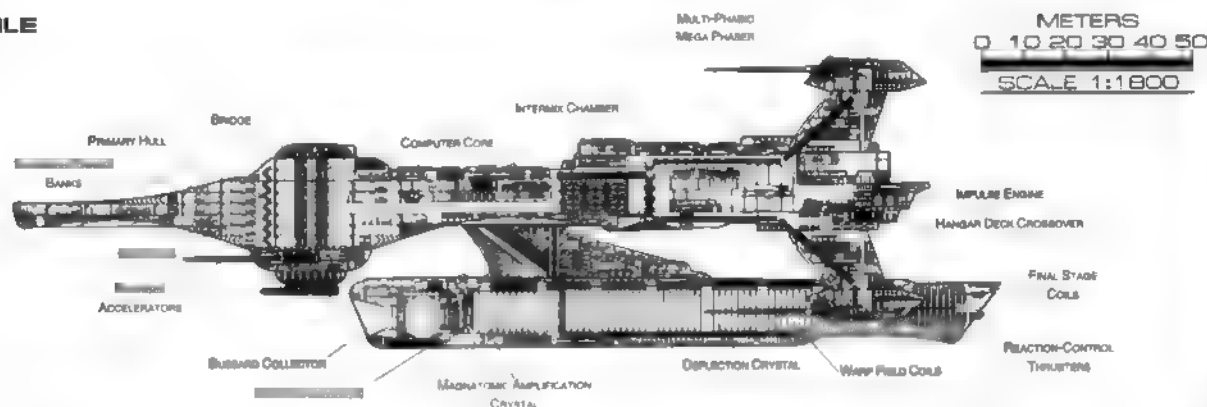 MULTI-PHASIC
MEGA PHASER
METERS
0 10 20 30 40 50
SCALE 1:1800
BRIDGE
INTERMIX CHAMBER
PRIMARY HULL
COMPUTER CORE
BANKS
IMPULSE ENGINE
HANGAR DECK CROSSOVER
FINAL STAGE
COILS
ACCELERATORS
BUSSARD COLLECTOR
DEFLECTION CRYSTAL
WARP FIELD COILS
REACTION-CONTROL
THRUSTERS
MAGNATOMIC AMPLIFICATION
CRYSTAL